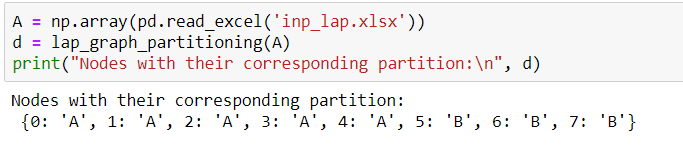 A = np.array(pd.read_excel('inp_lap.xlsx'))
d = lap_graph_partitioning(A)
print("Nodes with their corresponding partition:\n", d)
Nodes with their corresponding partition:
 {0: 'A', 1: 'A', 2: 'A', 3: 'A', 4: 'A', 5: 'B', 6: 'B', 7: 'B'}